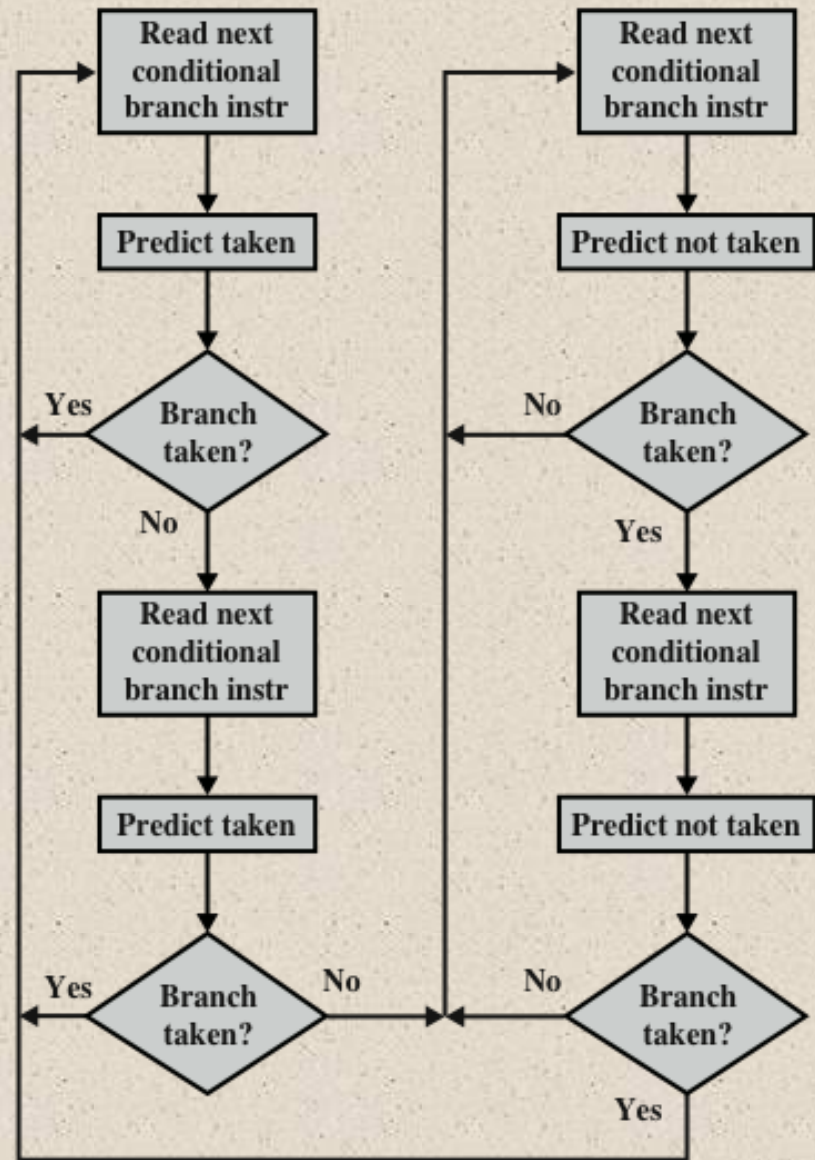 Read next
conditional
branch instr
Predict taken
Yes
Branch
taken?
No
Read next
conditional
branch instr
Predict taken
Yes
Branch
taken?
No
Read next
conditional
branch instr
Predict not taken
No
Branch
taken?
Yes
Read next
conditional
branch instr
Predict not taken
No
Branch
taken?
Yes